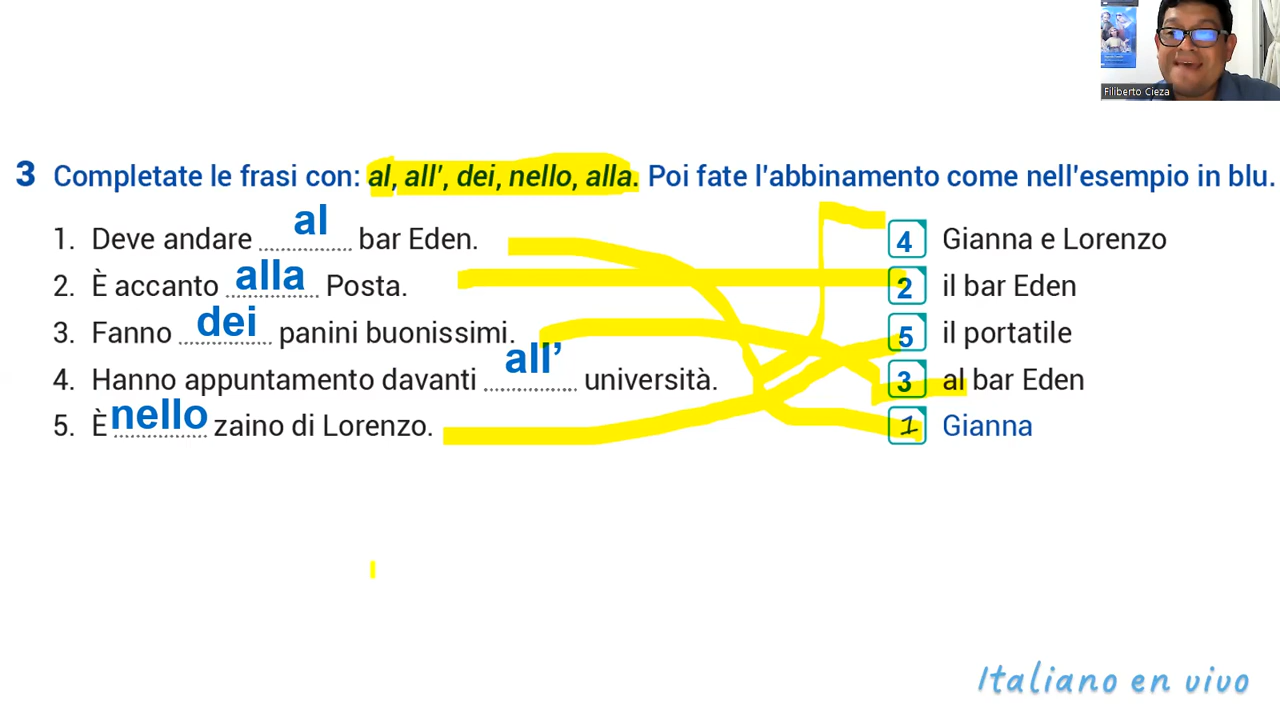 Filiberto Cieza
3 Completate le frasi con: al, all', dei, nello, alla. Poi fate l'abbinamento come nell'esempio in blu.
1. Deve andare al bar Eden.
4 Gianna e Lorenzo
2. È accanto alla Posta.
2 il bar Eden
3. Fanno dei panini buonissimi.
5 il portatile
4. Hanno appuntamento davanti all’ università.
3 al bar Eden
5. È nello zaino di Lorenzo.
1 Gianna
Italiano en vivo